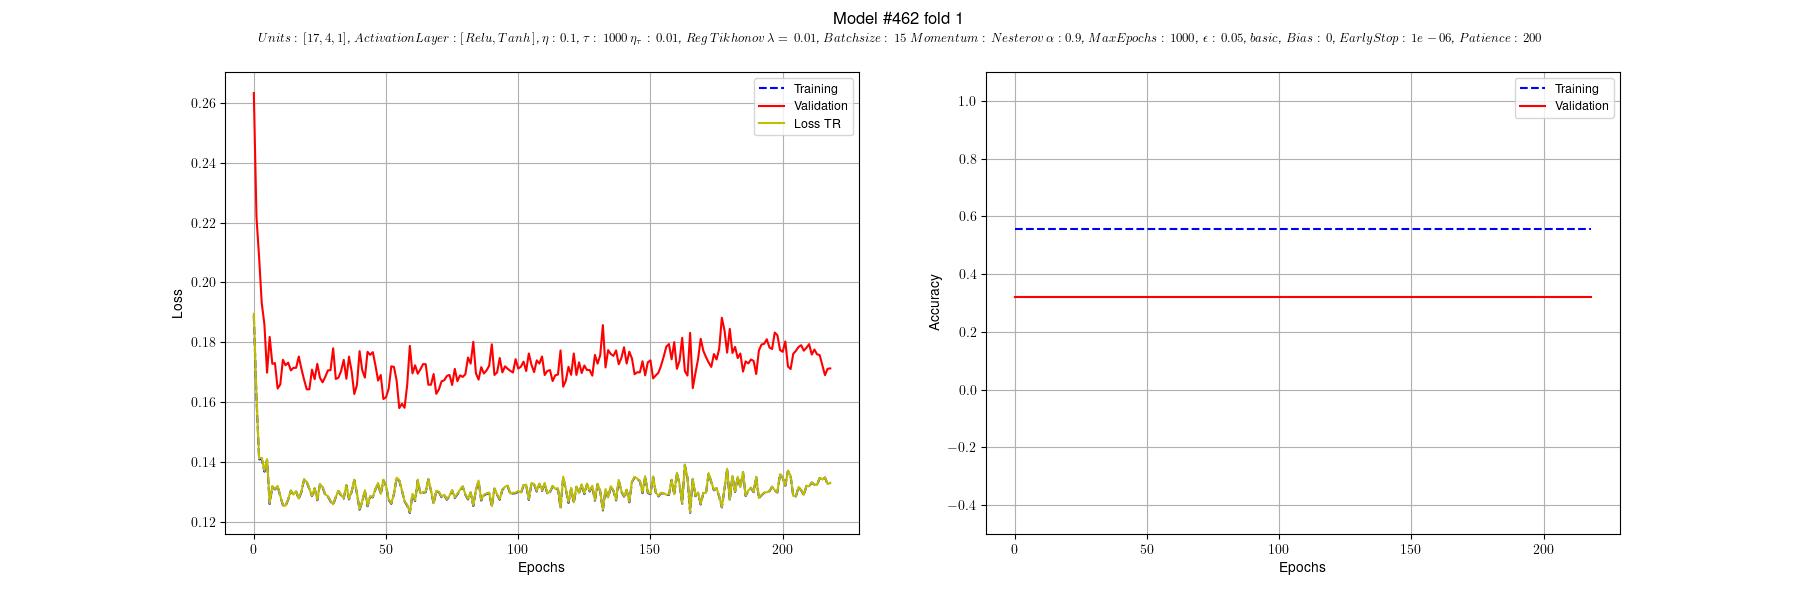 Model #462 fold 1
Units : [17, 4, 1], ActivationLayer : [Relu, Tanh], η : 0.1, τ : 1000 η_τ : 0.01, Reg Tikhonov λ = 0.01, Batchsize : 15 Momentum : Nesterov α : 0.9, MaxEpochs : 1000, ϵ : 0.05, basic, Bias : 0, EarlyStop : 1e − 06, Patience : 200
Training
Validation
Loss TR
0.26
0.24
0.22
0.20
0.18
0.16
0.14
0.12
Loss
0 50 100 150 200
Epochs
Training
Validation
1.0
0.8
0.6
0.4
0.2
0.0
−0.2
−0.4
Accuracy
0 50 100 150 200
Epochs